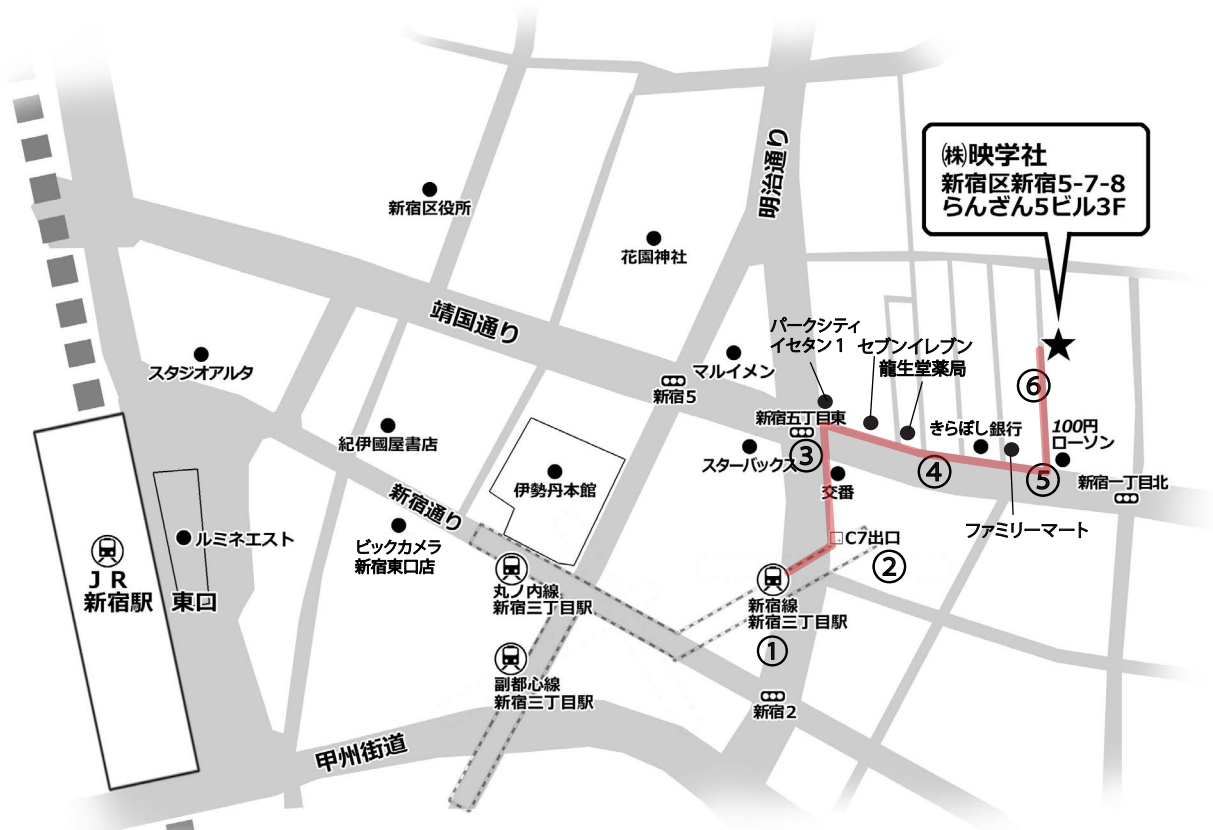 ㈱映学社
新宿区新宿5-7-8
らんざん5ビル3F
明治通り
新宿区役所
花園神社
靖国通り
パークシティ
イセタン1
セブンイレブン
龍生堂薬局
スタジオアルタ
マルイメン
新宿5
⑥
新宿五丁目東
きらぼし銀行
100円
ローソン
紀伊國屋書店
スターバックス
③
④
⑤
新宿一丁目北
伊勢丹本館
交番
新宿通り
ファミリーマート
ルミネエスト
ビックカメラ
新宿東口店
C7出口
②
JR
新宿駅
東口
丸ノ内線
新宿三丁目駅
新宿線
新宿三丁目駅
①
副都心線
新宿三丁目駅
新宿2
甲州街道